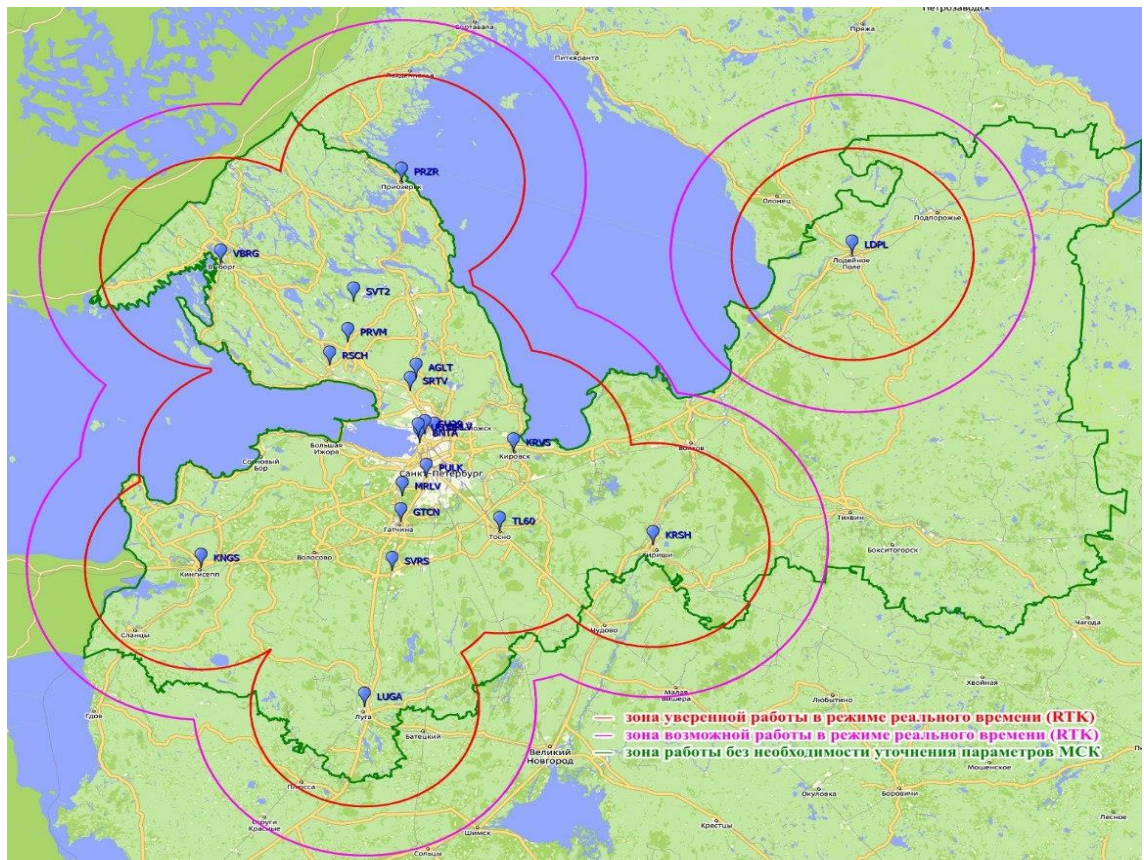 Петрозаводск
Сортавала
Пряжа
Питкяранта
Лахденпохья
PRZR
Приозерск
Олонец
Подпорожье
VBRG
Выборг
LDPL
Лодейное
Поле
SVT2
PRVM
RSCH
AGLT
SRTV
BNTA
KRVS
Кировск
Волхов
Большая
Ижора
Сосновый
Бор
PULK
Санкт-Петербург
MRLV
GTCN
Гатчина
TL60
Тосно
KRSH
Кириши
Тихвин
Бокситогорск
KNGS
Кингисепп
Волосово
SVRS
Сланцы
Чудово
Чагода
LUGA
Луга
Гдов
Батецкий
Малая
Вишера
Любытино
Хвойная
зона уверенной работы в режиме реального времени (RTK)
зона возможной работы в режиме реального времени (RTK)
зона работы без необходимости уточнения параметров МСК
Великий
Новгород
Мошенское
Плюсса
Окуловка
Боровичи
Струги
Красные
Шимск
Крестцы
Лесное
Сольцы